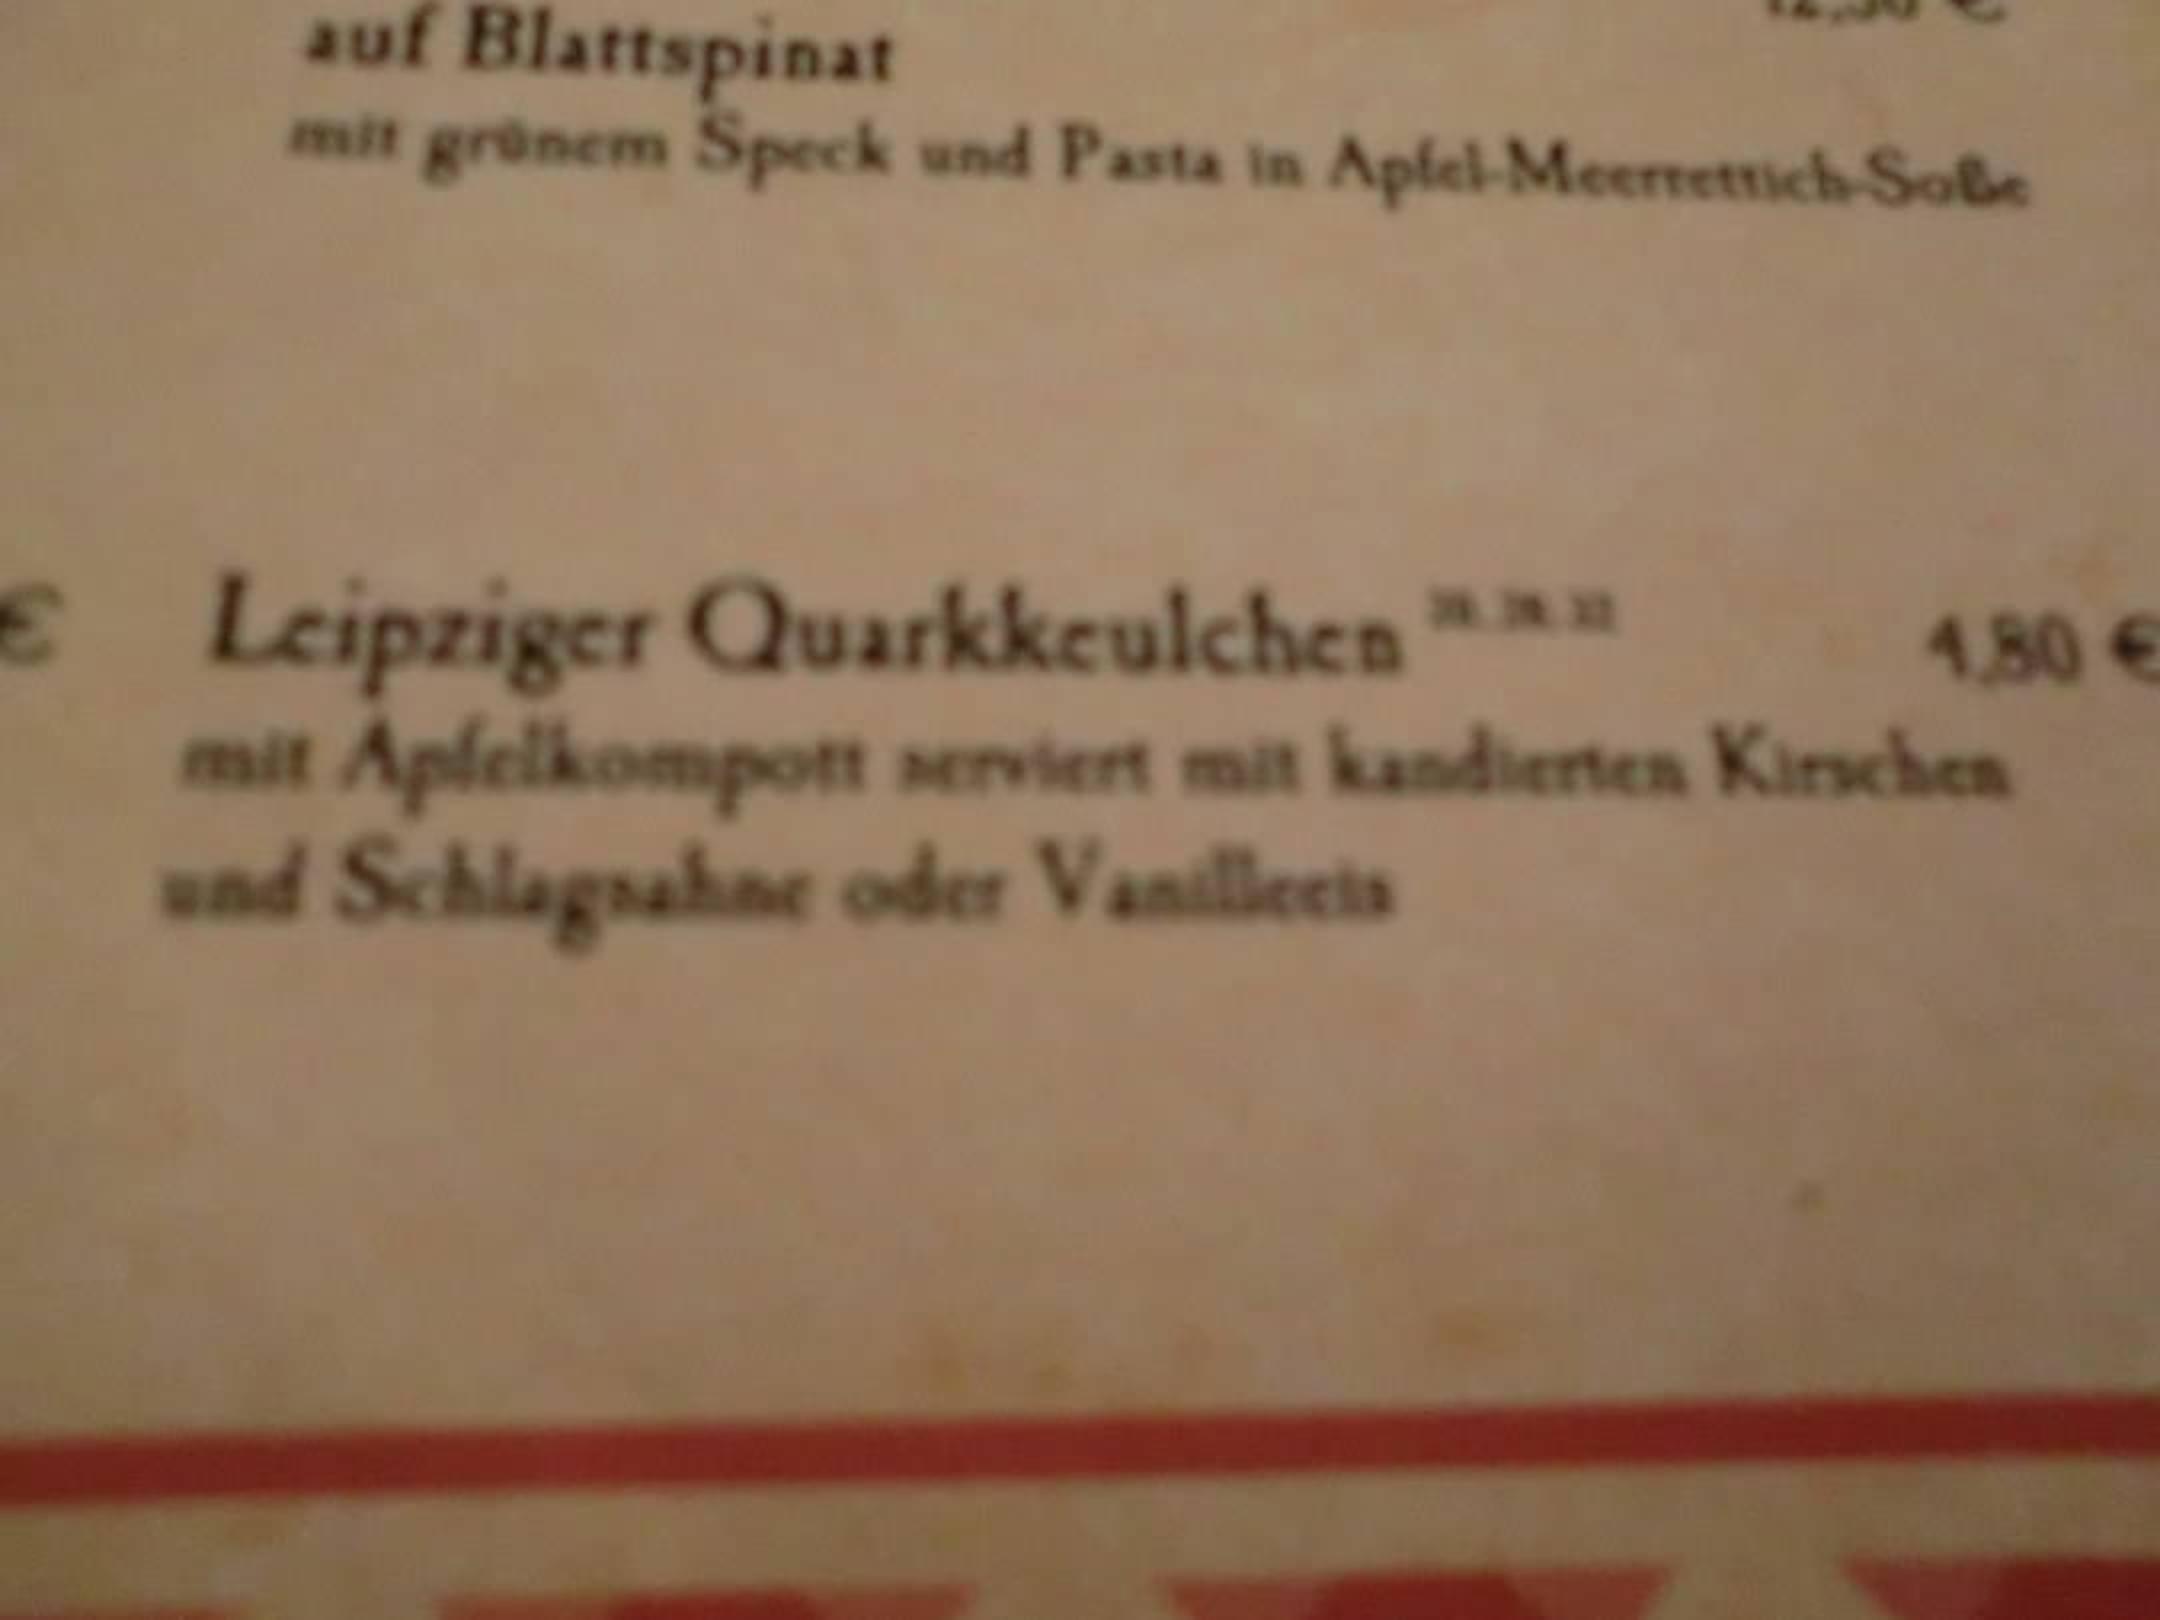 auf Blattspinat
mit grünem Speck und Pasta in Apfel-Meerrettich-Soße
€ Leipziger Quarkkeulchen 4,80 €
mit Apfelkompott serviert mit kandierten Kirschen
und Schlagsahne oder Vanilleeis